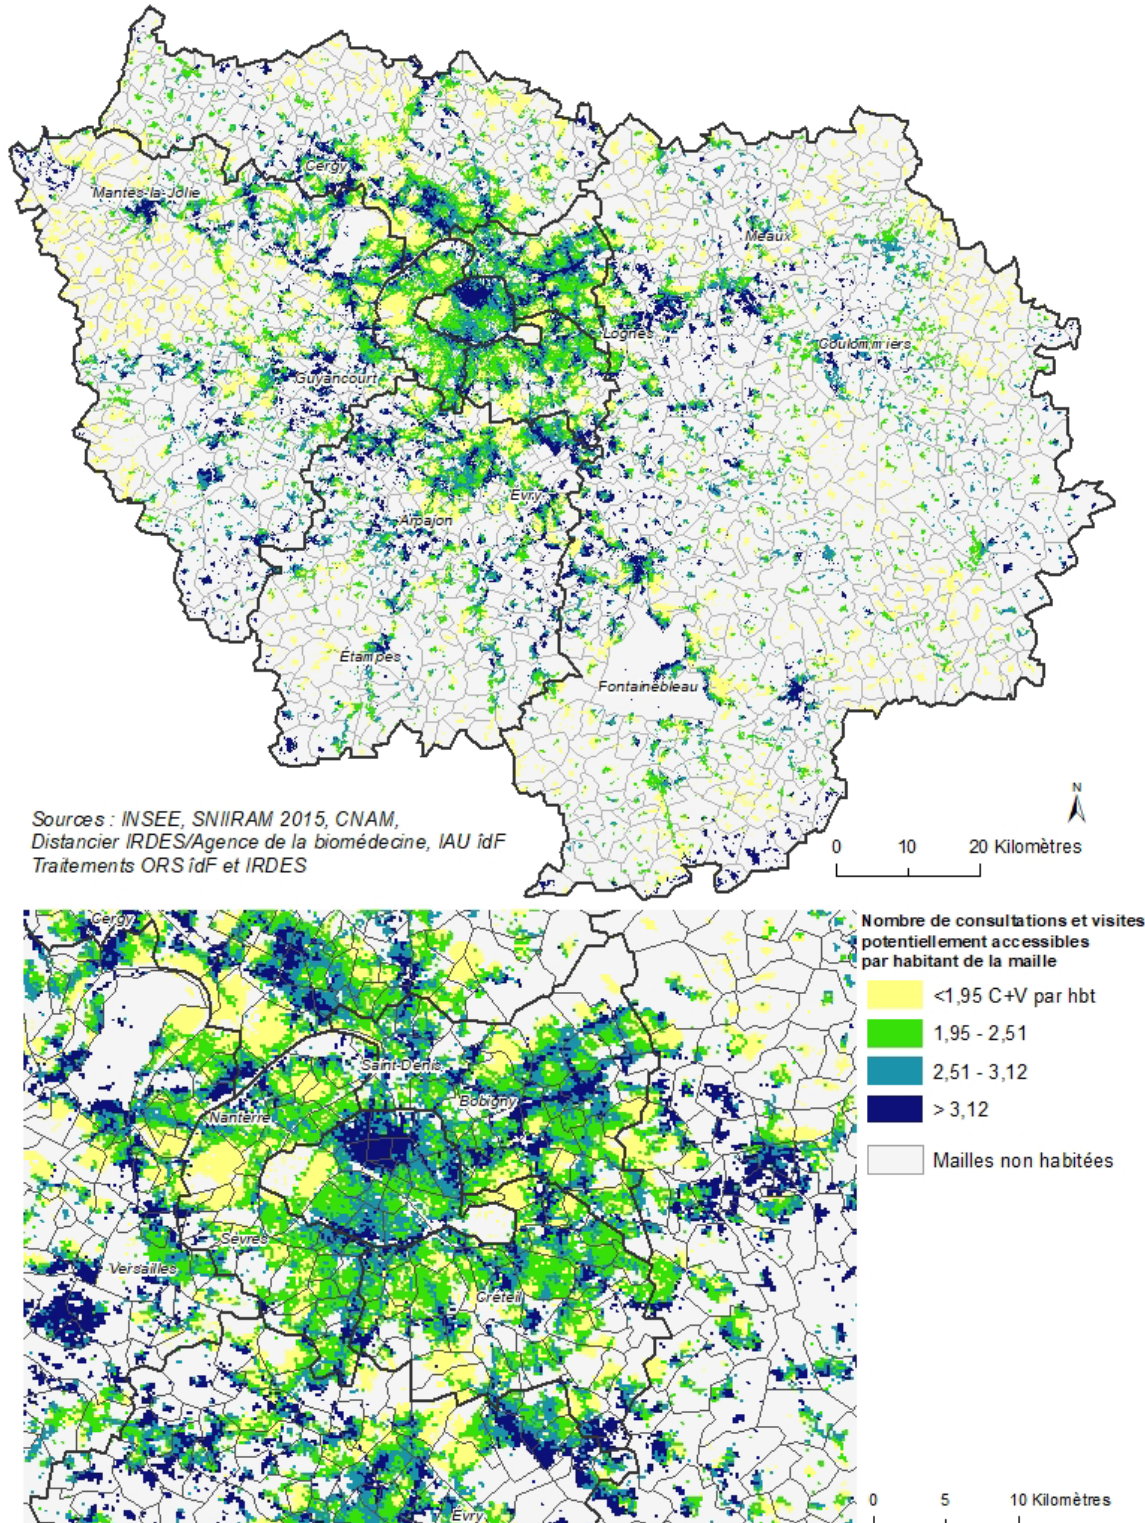 Cergy
Mantes-la-Jolie
Meaux
Lognes
Coulommiers
Guyancourt
Evry
Arpajon
Étampes
Fontainebleau
Sources : INSEE, SNIIRAM 2015, CNAM,
Distancier IRDES/Agence de la biomédecine, IAU îdF
Traitements ORS îdF et IRDES
N
0 10 20 Kilomètres
Cergy
Saint-Denis
Bobigny
Nanterre
Sèvres
Versailles
Créteil
Évry
Nombre de consultations et visites
potentiellement accessibles
par habitant de la maille
<1,95 C+V par hbt
1,95 - 2,51
2,51 - 3,12
> 3,12
Mailles non habitées
0 5 10 Kilomètres